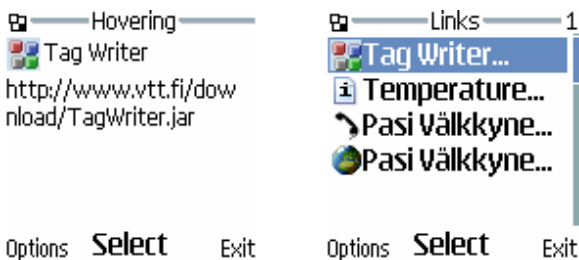 Hovering
Tag Writer
http://www.vtt.fi/dow
nload/TagWriter.jar
Options Select Exit
Links 1
Tag Writer...
Temperature...
Pasi Välkkyne...
Pasi Välkkyne...
Options Select Exit